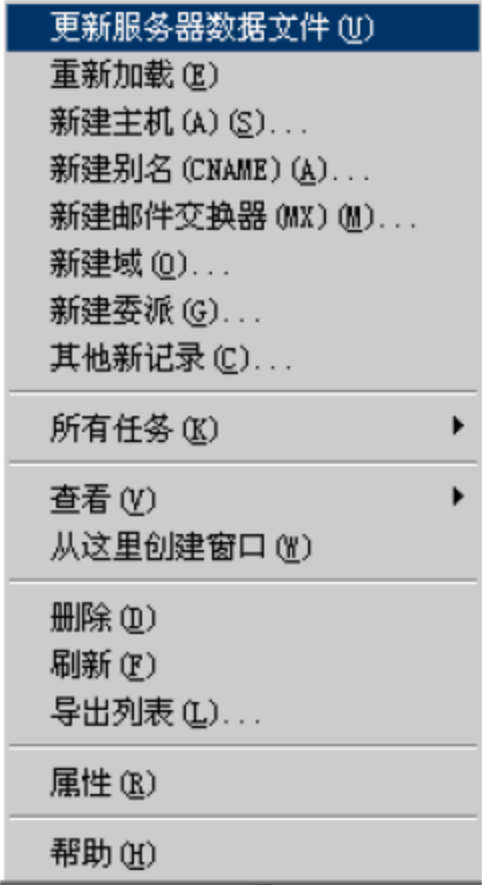 更新服务器数据文件(U)
重新加载(E)
新建主机(A)(S)...
新建别名(CNAME)(A)...
新建邮件交换器(MX)(M)...
新建域(O)...
新建委派(G)...
其他新记录(C)...
所有任务(K)
查看(V)
从这里创建窗口(W)
删除(D)
刷新(F)
导出列表(L)...
属性(R)
帮助(H)